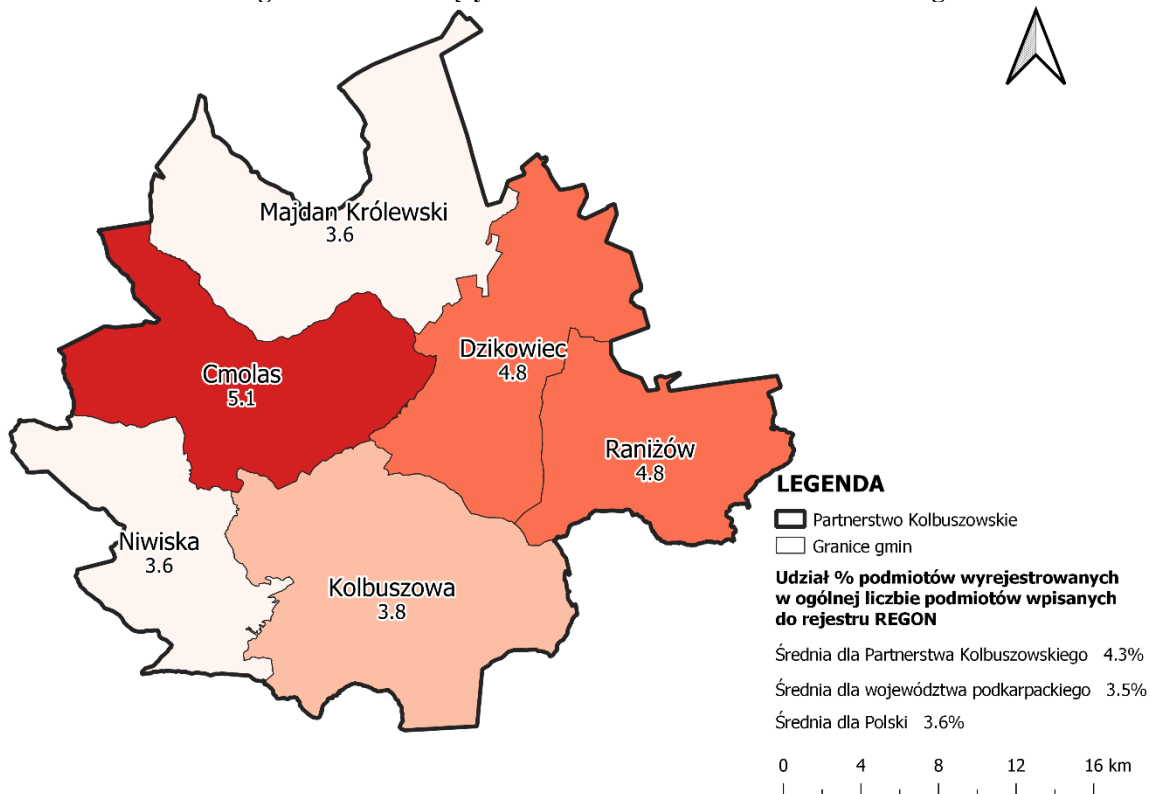 Majdan Królewski
3.6
Dzikowiec
4.8
Cmolas
5.1
Raniżów
4.8
Niwiska
3.6
Kolbuszowa
3.8
LEGENDA
Partnerstwo Kolbuszowskie
Granice gmin
Udział % podmiotów wyrejestrowanych
w ogólnej liczbie podmiotów wpisanych
do rejestru REGON
Średnia dla Partnerstwa Kolbuszowskiego 4.3%
Średnia dla województwa podkarpackiego 3.5%
Średnia dla Polski 3.6%
0 4 8 12 16 km